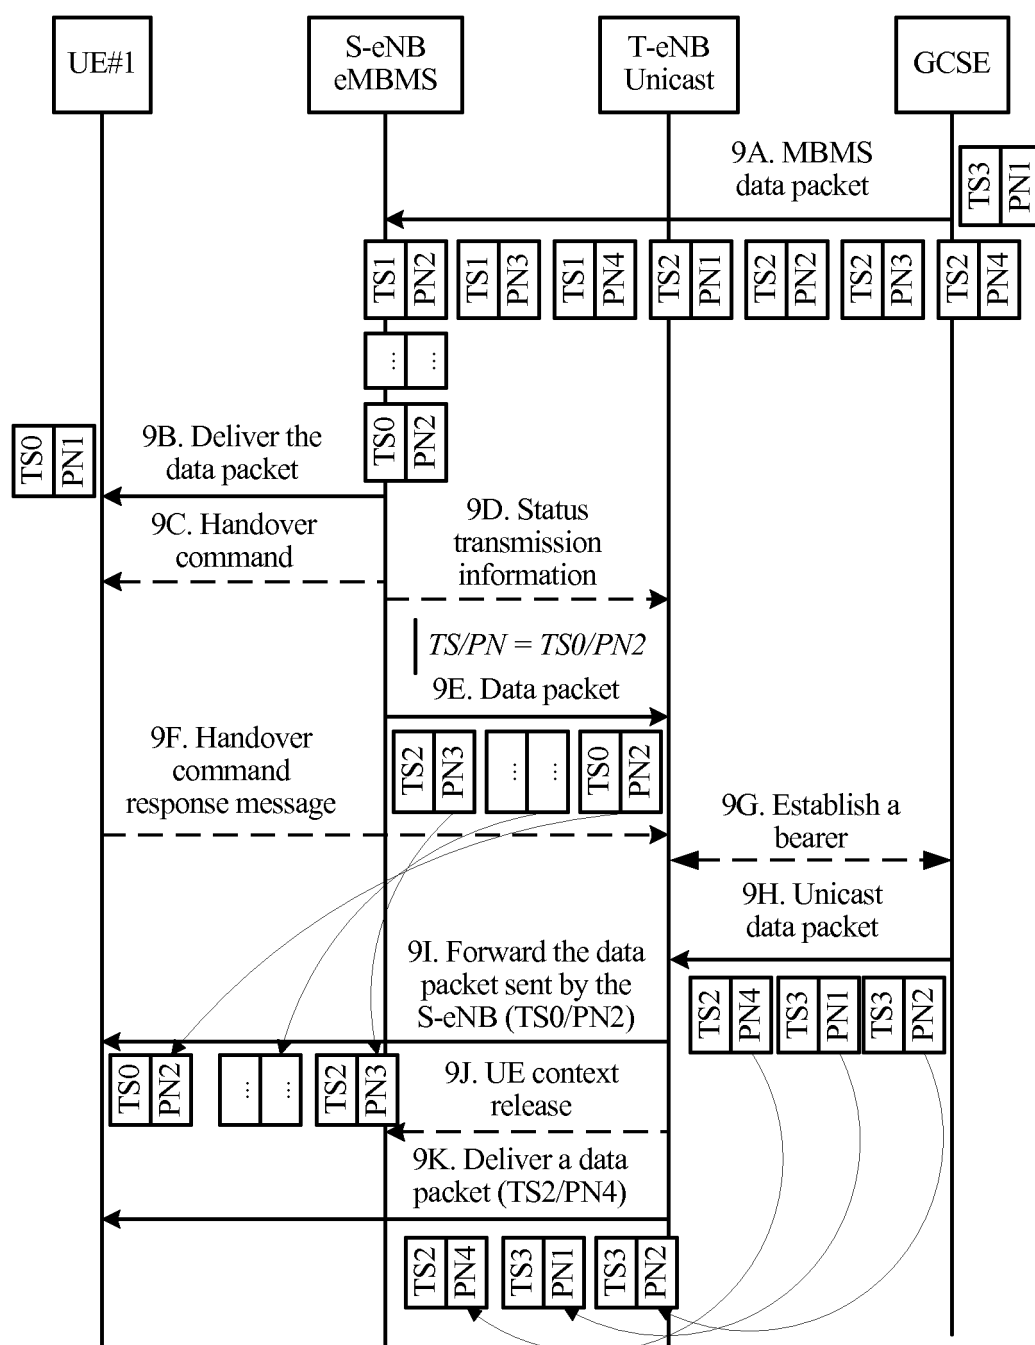 UE#1
S-eNB
eMBMS
T-eNB
Unicast
GCSE
9A. MBMS
data packet
TS3 PN1
TS1 PN2 TS1 PN3 TS1 PN4 TS2 PN1 TS2 PN2 TS2 PN3 TS2 PN4
... ...
TS0 PN2
TS0 PN1
9B. Deliver the
data packet
9C. Handover
command
9D. Status
transmission
information
TS/PN = TS0/PN2
9E. Data packet
TS2 PN3 ... ... TS0 PN2
9F. Handover
command
response message
9G. Establish a
bearer
9H. Unicast
data packet
TS2 PN4 TS3 PN1 TS3 PN2
9I. Forward the data
packet sent by the
S-eNB (TS0/PN2)
TS0 PN2 ... ... TS2 PN3
9J. UE context
release
9K. Deliver a data
packet (TS2/PN4)
TS2 PN4 TS3 PN1 TS3 PN2